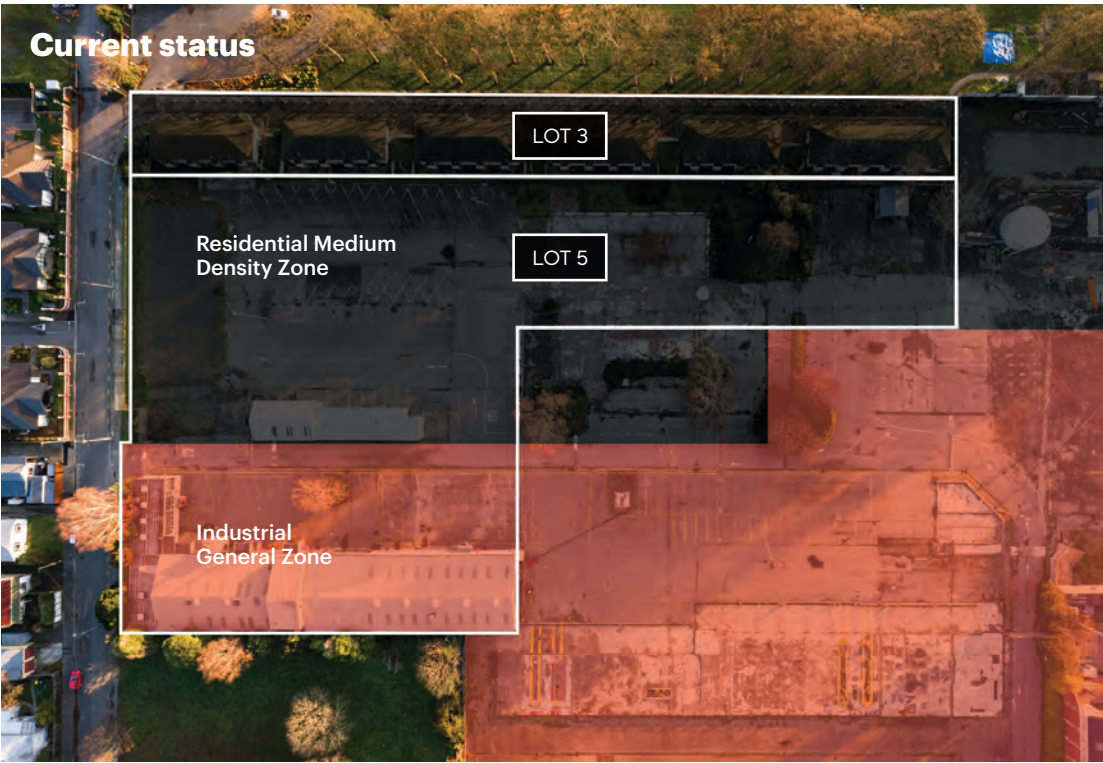 Current status
LOT 3
Residential Medium
Density Zone
LOT 5
Industrial
General Zone